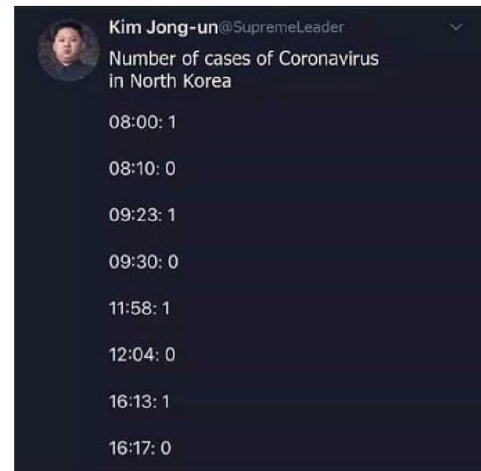 Kim Jong-un@SupremeLeader
Number of cases of Coronavirus
in North Korea
08:00: 1
08:10: 0
09:23: 1
09:30: 0
11:58: 1
12:04: 0
16:13: 1
16:17: 0